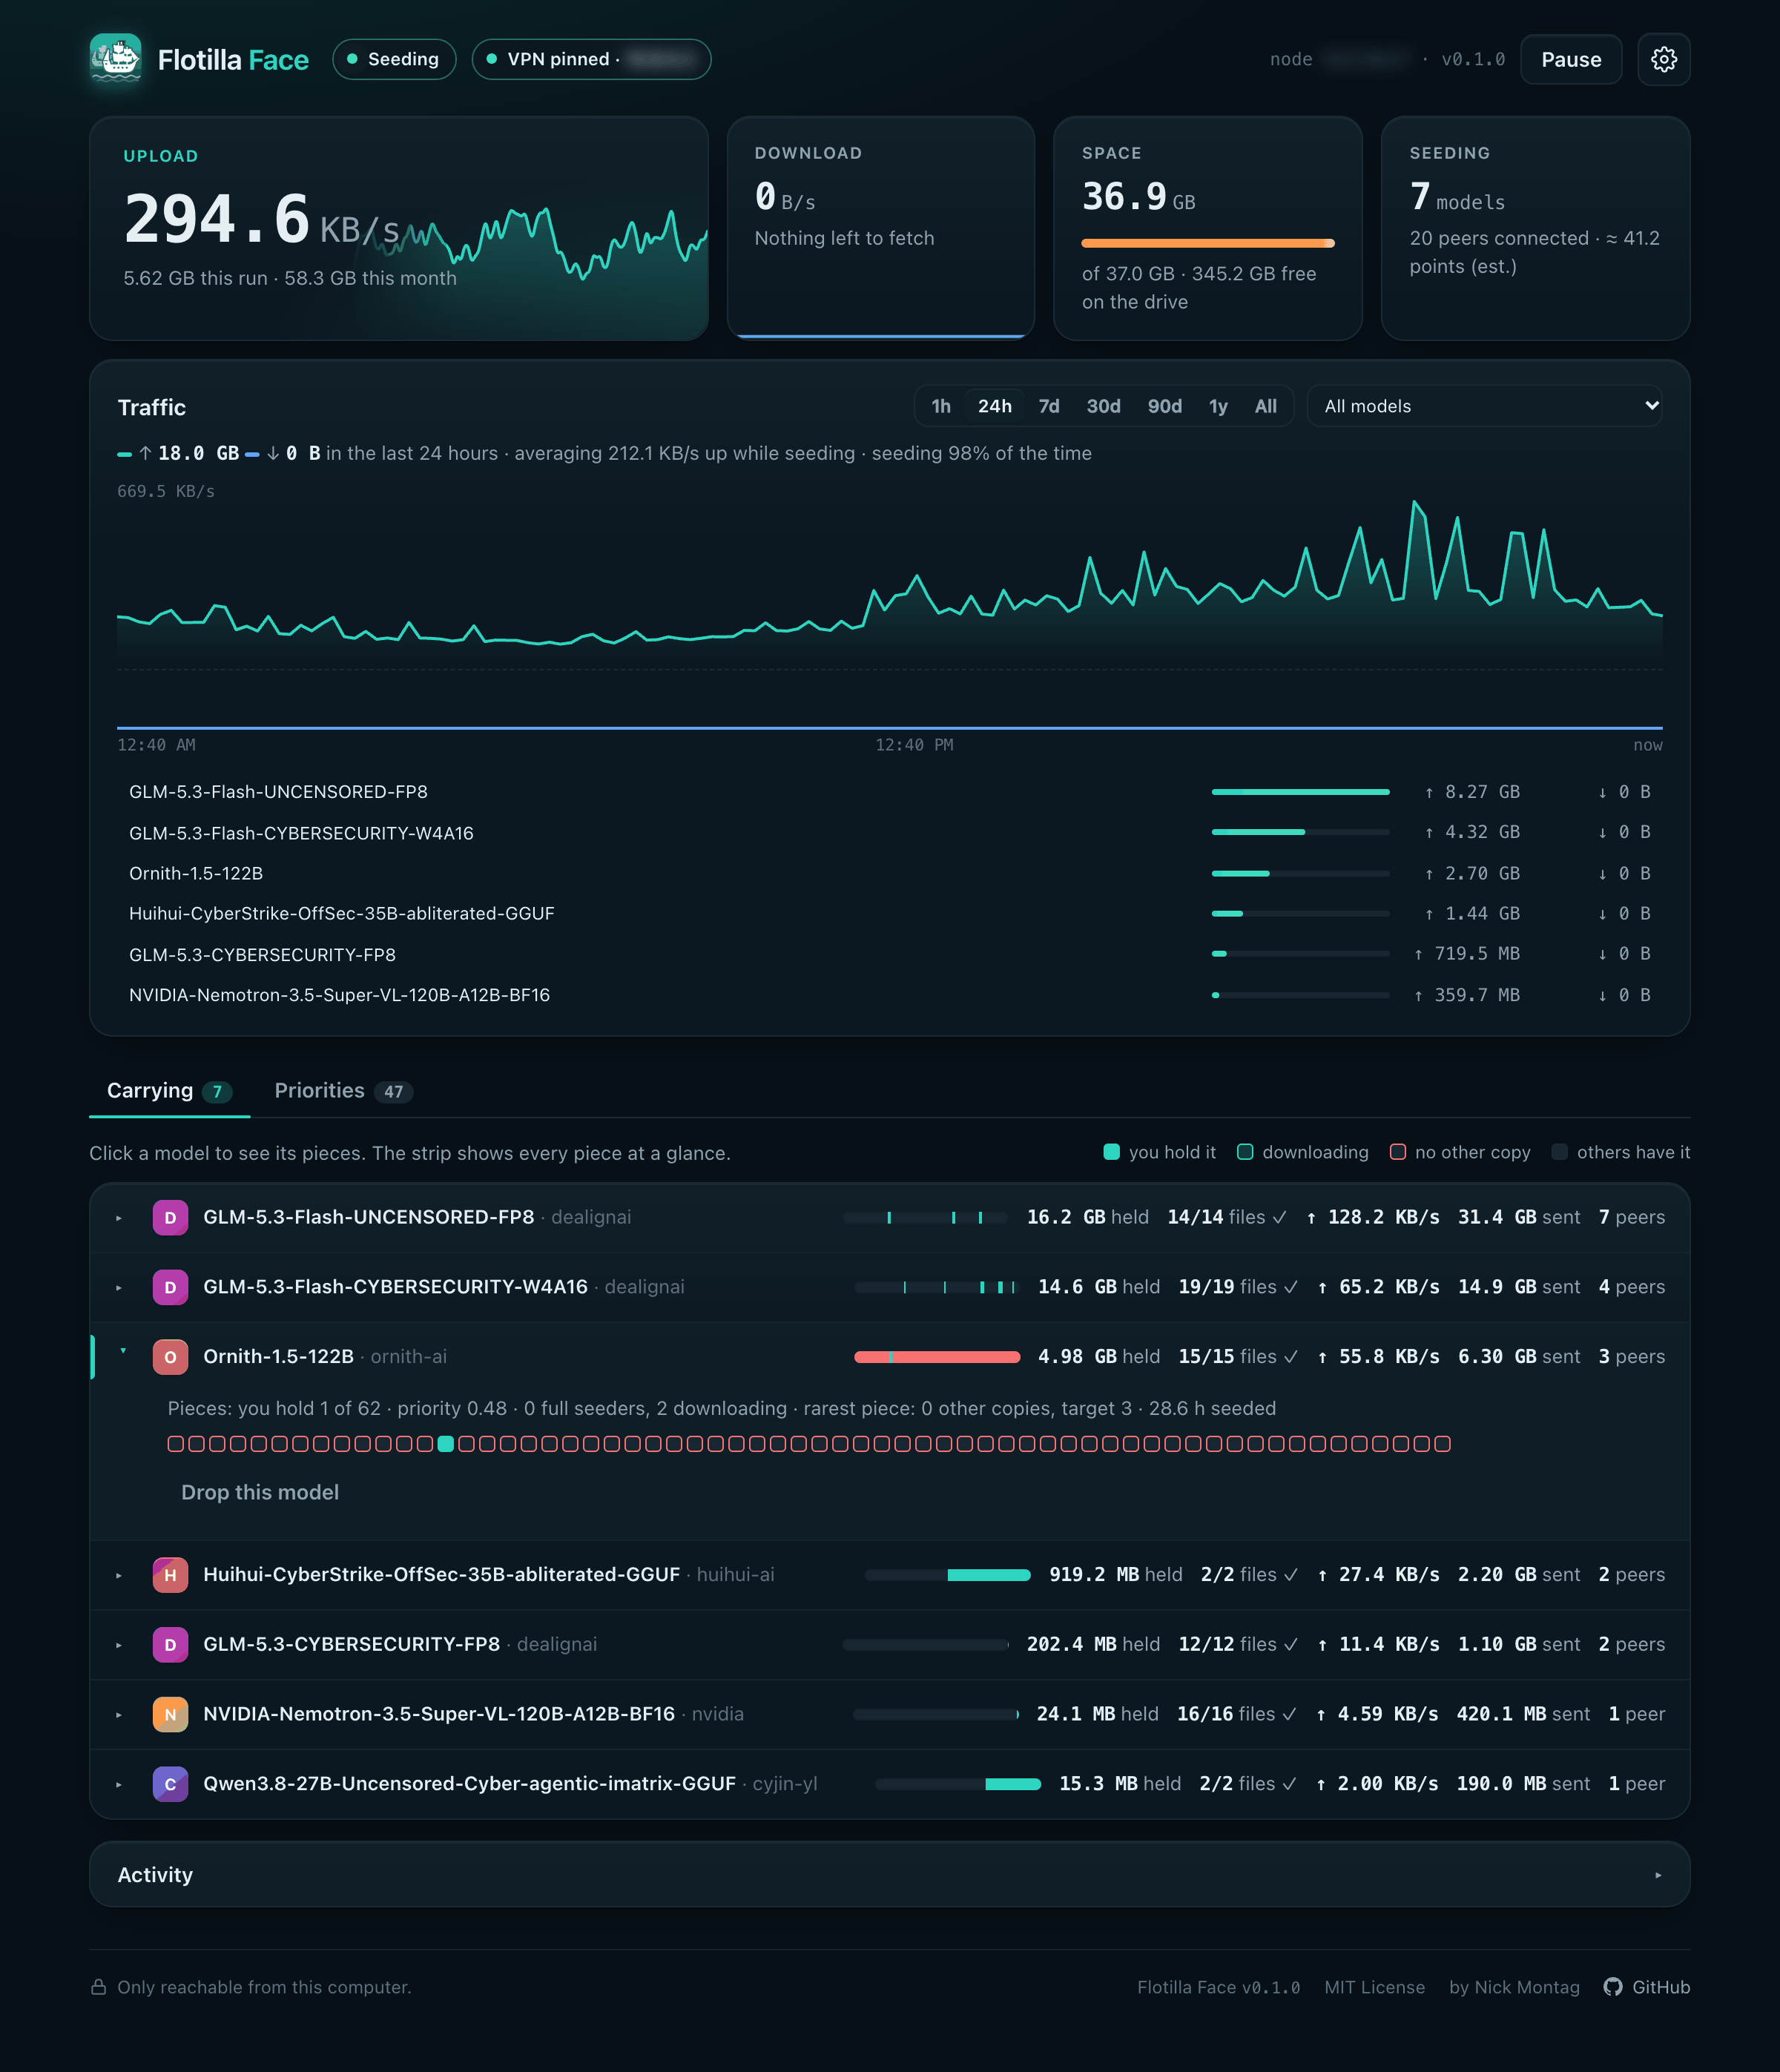 Flotilla Face
Seeding
VPN pinned ·
node · v0.1.0
Pause
UPLOAD
294.6 KB/s
5.62 GB this run · 58.3 GB this month
DOWNLOAD
0 B/s
Nothing left to fetch
SPACE
36.9 GB
of 37.0 GB · 345.2 GB free
on the drive
SEEDING
7 models
20 peers connected · ≈ 41.2
points (est.)
Traffic
1h 24h 7d 30d 90d 1y All
All models
↑ 18.0 GB ↓ 0 B in the last 24 hours · averaging 212.1 KB/s up while seeding · seeding 98% of the time
669.5 KB/s
12:40 AM 12:40 PM now
GLM-5.3-Flash-UNCENSORED-FP8 ↑ 8.27 GB ↓ 0 B
GLM-5.3-Flash-CYBERSECURITY-W4A16 ↑ 4.32 GB ↓ 0 B
Ornith-1.5-122B ↑ 2.70 GB ↓ 0 B
Huihui-CyberStrike-OffSec-35B-abliterated-GGUF ↑ 1.44 GB ↓ 0 B
GLM-5.3-CYBERSECURITY-FP8 ↑ 719.5 MB ↓ 0 B
NVIDIA-Nemotron-3.5-Super-VL-120B-A12B-BF16 ↑ 359.7 MB ↓ 0 B
Carrying 7 Priorities 47
Click a model to see its pieces. The strip shows every piece at a glance.
you hold it downloading no other copy others have it
D GLM-5.3-Flash-UNCENSORED-FP8 · dealignai 16.2 GB held 14/14 files ✓ ↑ 128.2 KB/s 31.4 GB sent 7 peers
D GLM-5.3-Flash-CYBERSECURITY-W4A16 · dealignai 14.6 GB held 19/19 files ✓ ↑ 65.2 KB/s 14.9 GB sent 4 peers
O Ornith-1.5-122B · ornith-ai 4.98 GB held 15/15 files ✓ ↑ 55.8 KB/s 6.30 GB sent 3 peers
Pieces: you hold 1 of 62 · priority 0.48 · 0 full seeders, 2 downloading · rarest piece: 0 other copies, target 3 · 28.6 h seeded
Drop this model
H Huihui-CyberStrike-OffSec-35B-abliterated-GGUF · huihui-ai 919.2 MB held 2/2 files ✓ ↑ 27.4 KB/s 2.20 GB sent 2 peers
D GLM-5.3-CYBERSECURITY-FP8 · dealignai 202.4 MB held 12/12 files ✓ ↑ 11.4 KB/s 1.10 GB sent 2 peers
N NVIDIA-Nemotron-3.5-Super-VL-120B-A12B-BF16 · nvidia 24.1 MB held 16/16 files ✓ ↑ 4.59 KB/s 420.1 MB sent 1 peer
C Qwen3.8-27B-Uncensored-Cyber-agentic-imatrix-GGUF · cyjin-yl 15.3 MB held 2/2 files ✓ ↑ 2.00 KB/s 190.0 MB sent 1 peer
Activity
Only reachable from this computer.
Flotilla Face v0.1.0 MIT License by Nick Montag GitHub